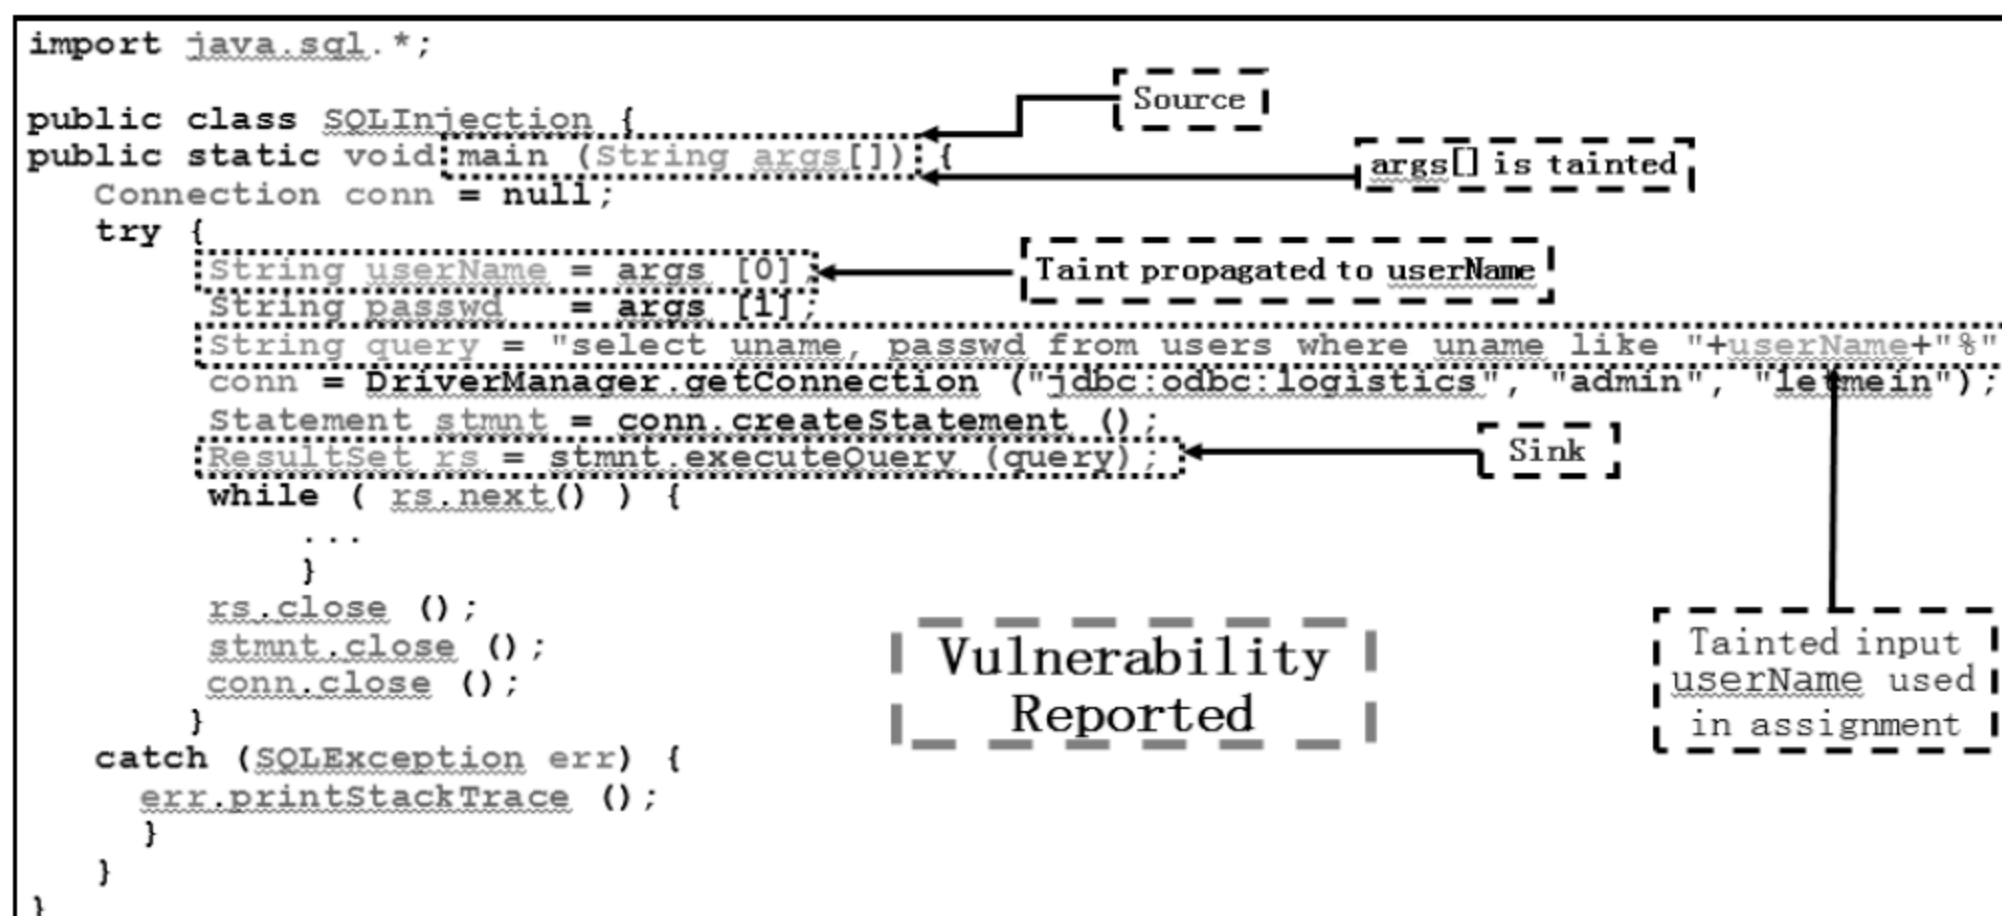 import java.sql.*;
Source
public class SQLInjection {
public static void main (String args[]) {
args[] is tainted
Connection conn = null;
try {
String userName = args [0];
Taint propagated to userName
String passwd = args [1];
String query = "select uname, passwd from users where uname like "+userName+"%"
conn = DriverManager.getConnection ("jdbc:odbc:logistics", "admin", "letmein");
Statement stmnt = conn.createStatement ();
ResultSet rs = stmnt.executeQuery (query);
Sink
while ( rs.next() ) {
...
}
rs.close ();
stmnt.close ();
conn.close ();
}
Vulnerability
Reported
Tainted input
userName used
in assignment
catch (SQLException err) {
err.printStackTrace ();
}
}
}